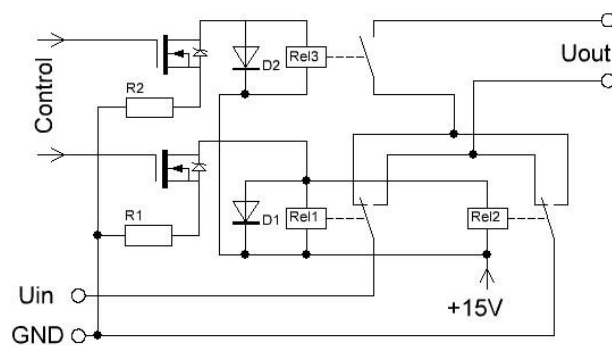 Control
R2
D2
Rel3
Uout
R1
D1
Rel1
Rel2
Uin
+15V
GND